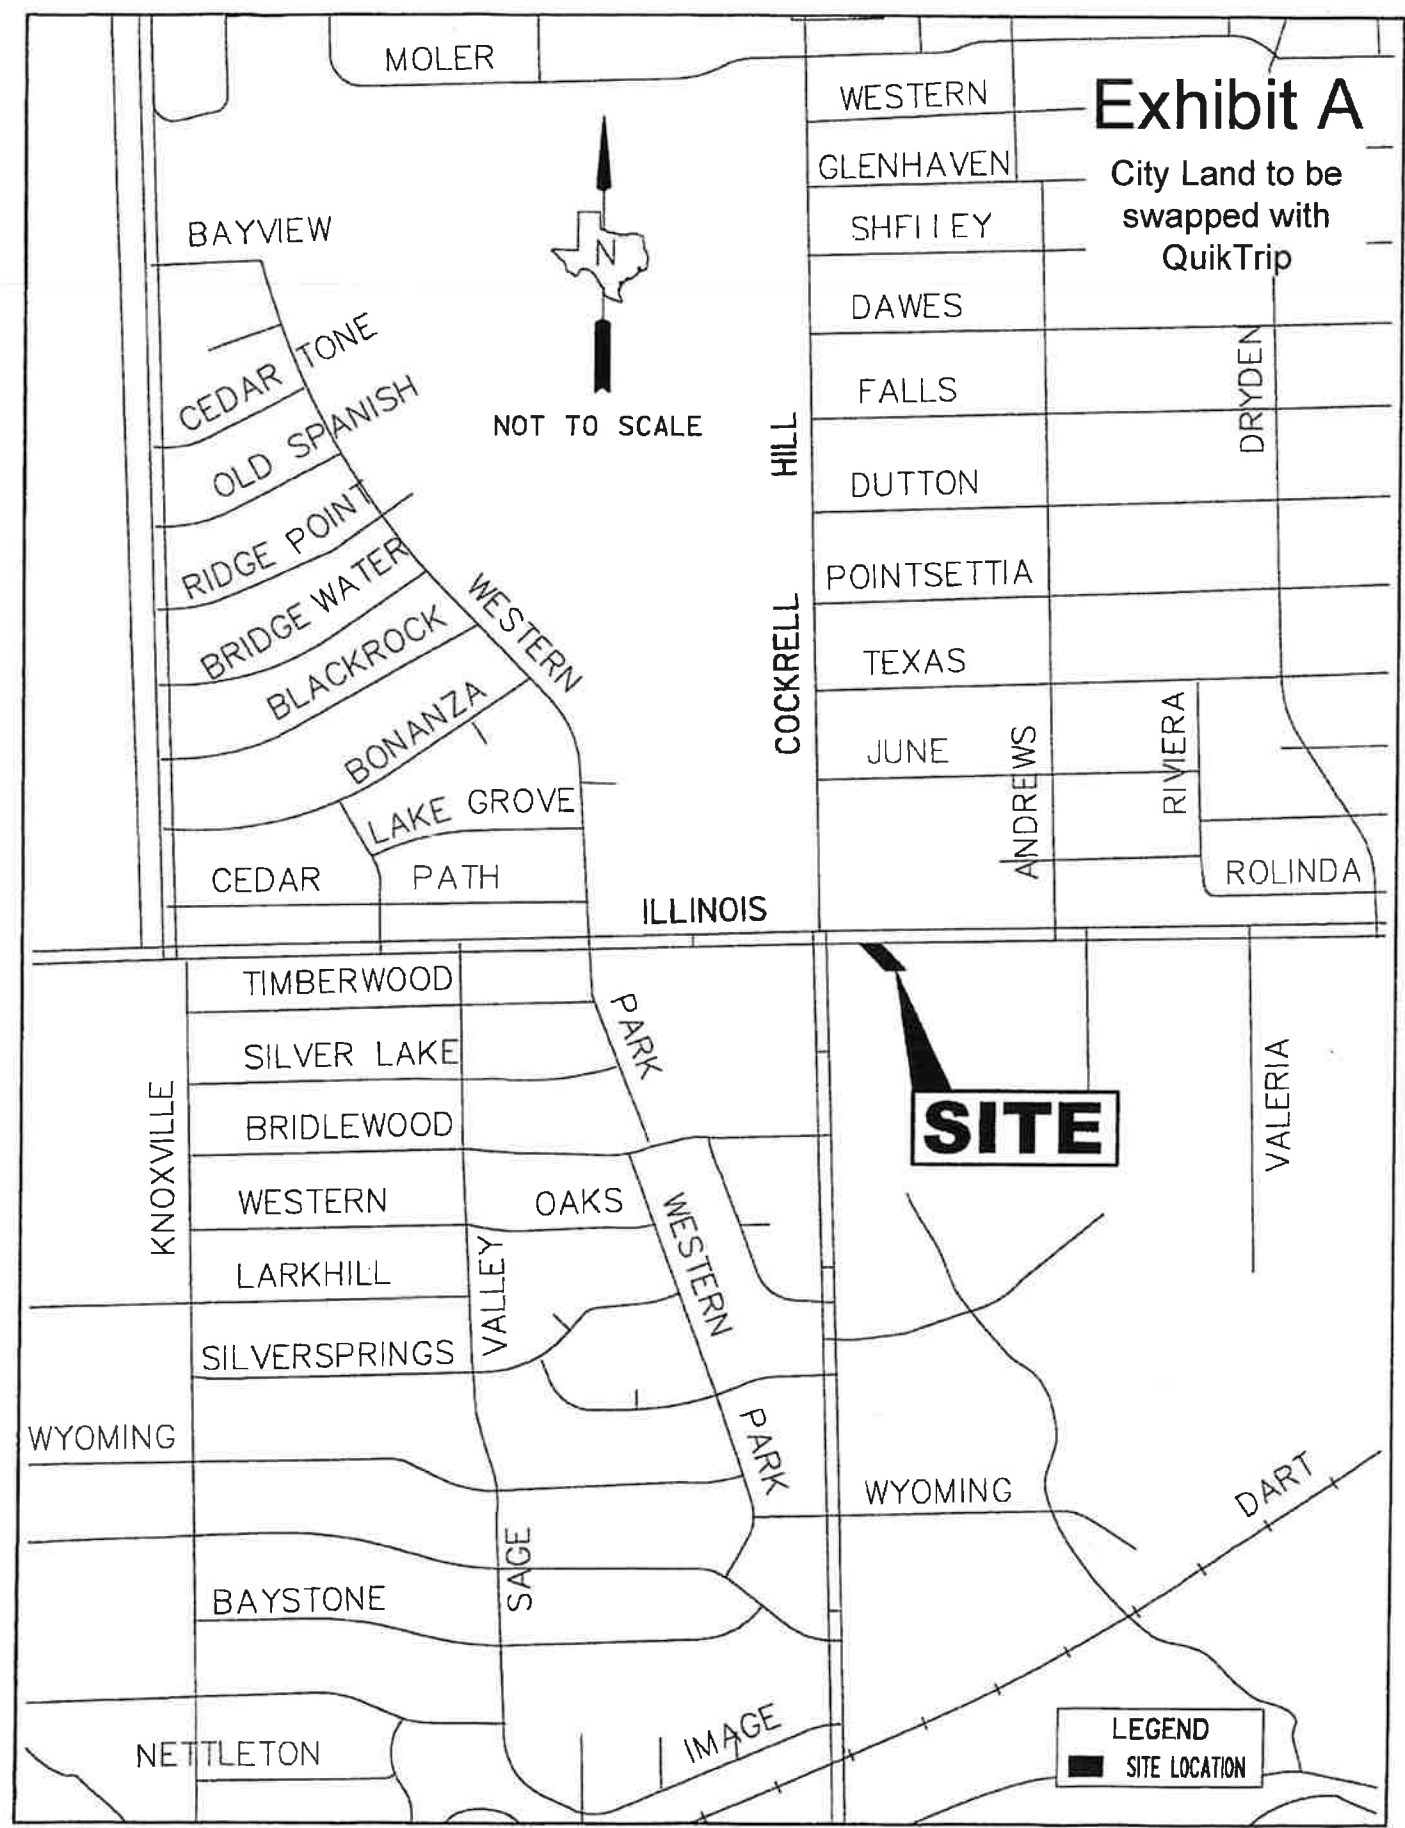 MOLER
WESTERN
Exhibit A
GLENHAVEN
City Land to be
swapped with
QuikTrip
SHFIIEY
BAYVIEW
N
DAWES
CEDAR TONE
DRYDEN
FALLS
OLD SPANISH
NOT TO SCALE
COCKRELL HILL
DUTTON
RIDGE POINT
BRIDGE WATER
POINTSETTIA
WESTERN
BLACKROCK
TEXAS
BONANZA
RIVIERA
JUNE
ANDREWS
LAKE GROVE
CEDAR PATH
ROLINDA
ILLINOIS
TIMBERWOOD
PARK
SILVER LAKE
BRIDLEWOOD
SITE
VALERIA
KNOXVILLE
WESTERN OAKS
WESTERN
LARKHILL
VALLEY
SILVERSPRINGS
WYOMING
PARK
WYOMING
DART
SAGE
BAYSTONE
IMAGE
NETTLETON
LEGEND
SITE LOCATION